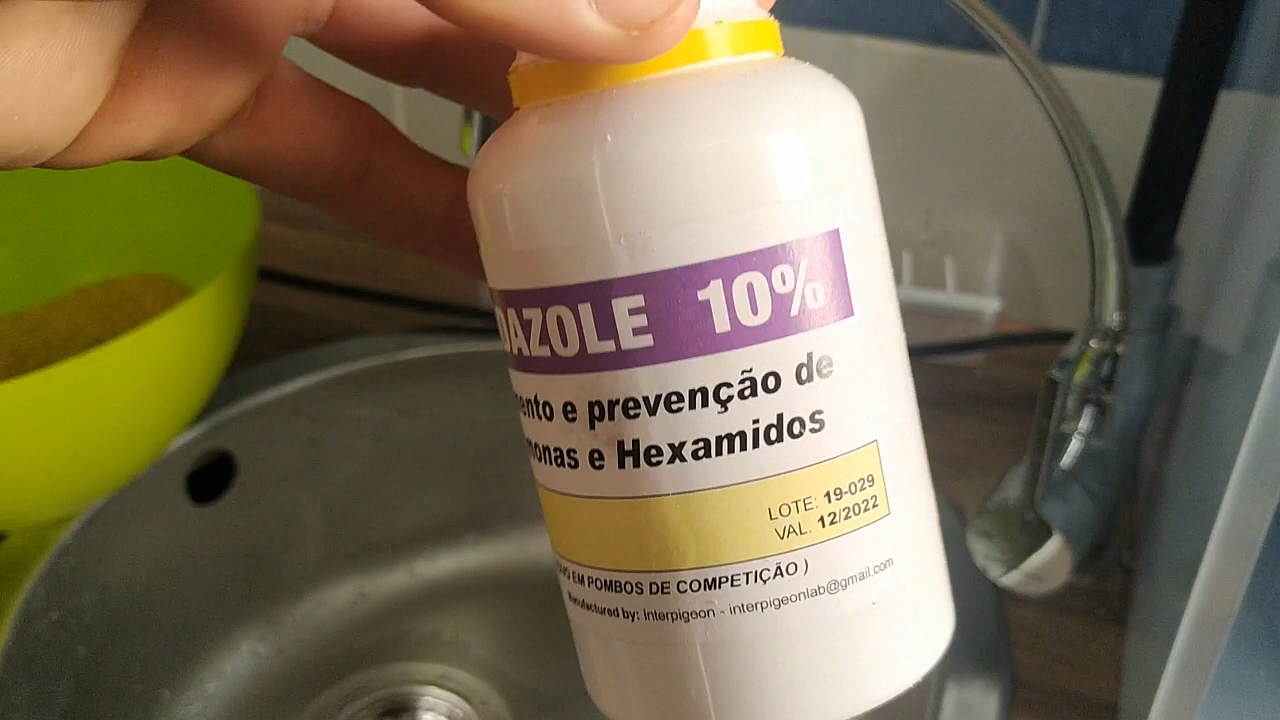 DAZOLE 10%
ento e prevenção de
onas e Hexamidos
LOTE: 19-029
VAL. 12/2022
EM POMBOS DE COMPETIÇÃO )
Manufactured by: Interpigeon - interpigeonlab@gmail.com